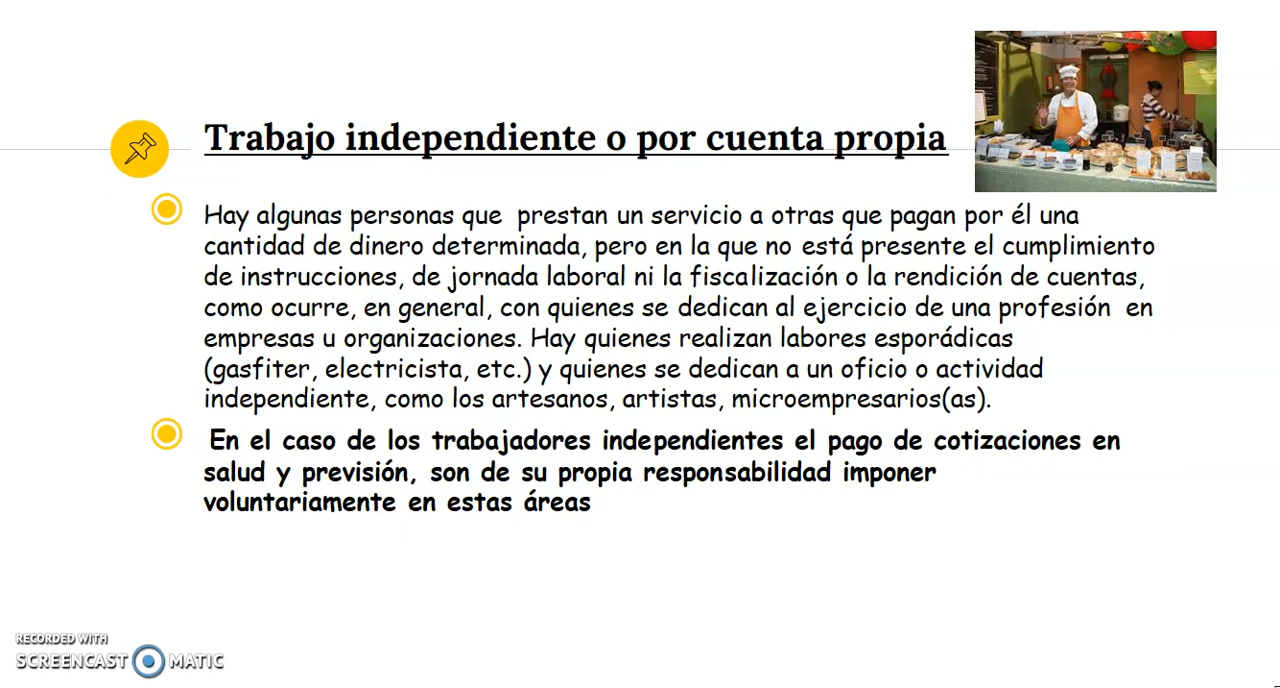 Trabajo independiente o por cuenta propia
Hay algunas personas que prestan un servicio a otras que pagan por él una
cantidad de dinero determinada, pero en la que no está presente el cumplimiento
de instrucciones, de jornada laboral ni la fiscalización o la rendición de cuentas,
como ocurre, en general, con quienes se dedican al ejercicio de una profesión en
empresas u organizaciones. Hay quienes realizan labores esporádicas
(gasfiter, electricista, etc.) y quienes se dedican a un oficio o actividad
independiente, como los artesanos, artistas, microempresarios(as).
En el caso de los trabajadores independientes el pago de cotizaciones en
salud y previsión, son de su propia responsabilidad imponer
voluntariamente en estas áreas
RECORDED WITH
SCREENCAST MATIC